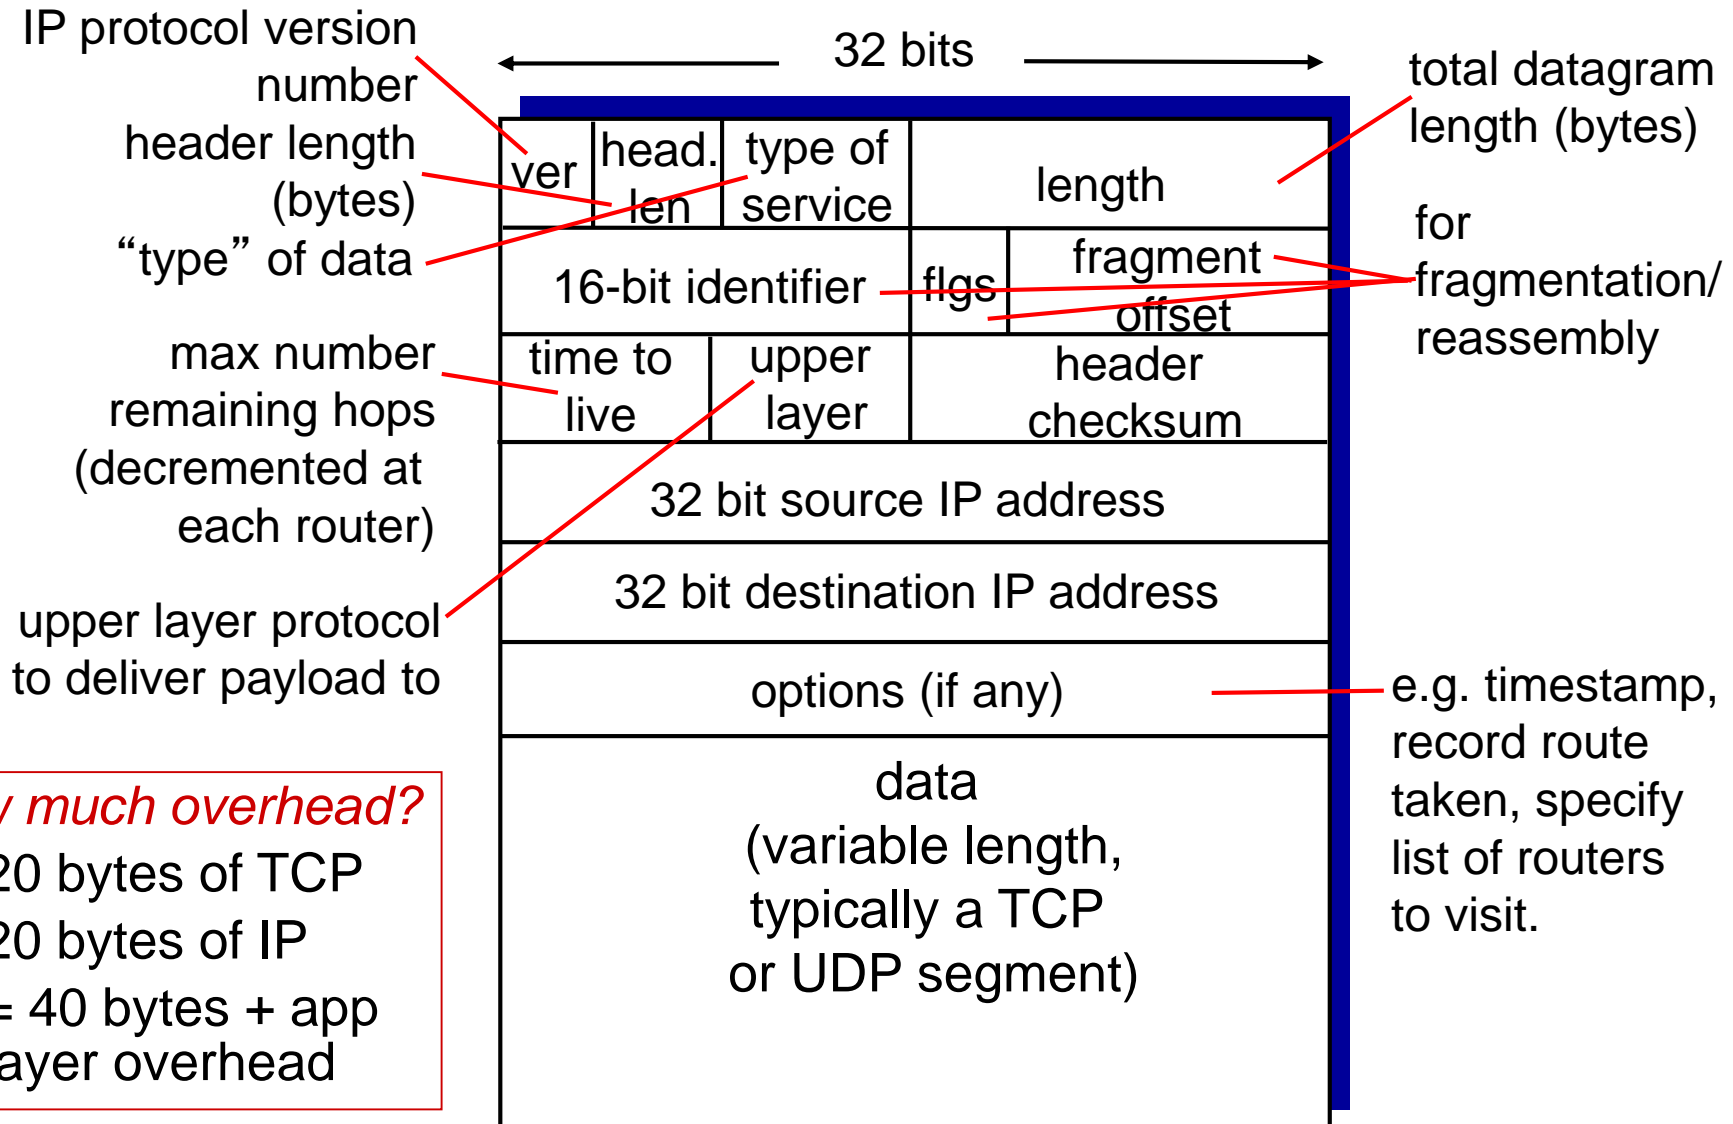 IP protocol version
number
header length
(bytes)
“type” of data
max number
remaining hops
(decremented at
each router)
upper layer protocol
to deliver payload to
much overhead?
20 bytes of TCP
20 bytes of IP
= 40 bytes + app
overhead
32 bits
ver
head.
len
type of
service
length
16-bit identifier
flgs
fragment
offset
time to
live
upper
layer
header
checksum
32 bit source IP address
32 bit destination IP address
options (if any)
data
(variable length,
typically a TCP
or UDP segment)
total datagram
length (bytes)
for
fragmentation/
reassembly
e.g. timestamp,
record route
taken, specify
list of routers
to visit.